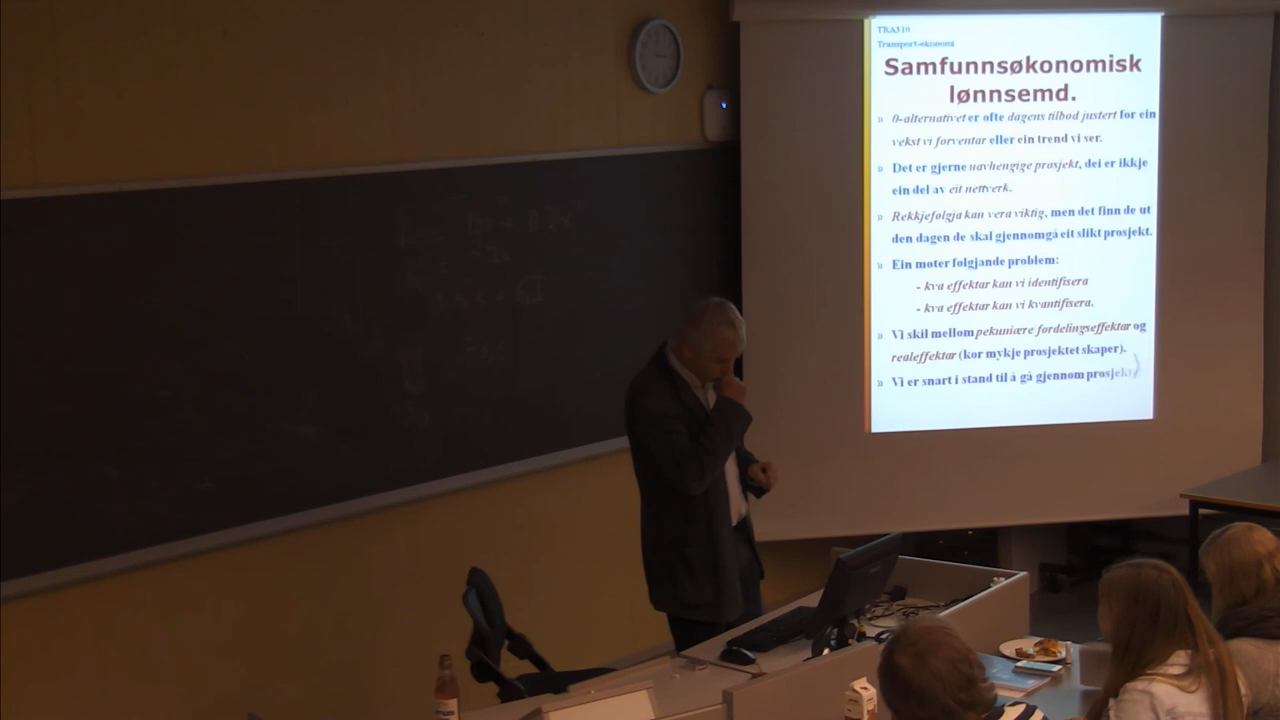 TRA310
Transport-økonomi
Samfunnsøkonomisk
lønnsemd.
» 0-alternativet er ofte dagens tilbod justert for ein
vekst vi forventar eller ein trend vi ser.
» Det er gjerne uavhengige prosjekt, dei er ikkje
ein del av eit nettverk.
» Rekkjefølgja kan vera viktig, men det finn de ut
den dagen de skal gjennomgå eit slikt prosjekt.
» Ein møter følgjande problem:
- kva effektar kan vi identifisera
- kva effektar kan vi kvantifisera.
» Vi skil mellom pekuniære fordelingseffektar og
realeffektar (kor mykje prosjektet skaper).
» Vi er snart i stand til å gå gjennom prosjekt